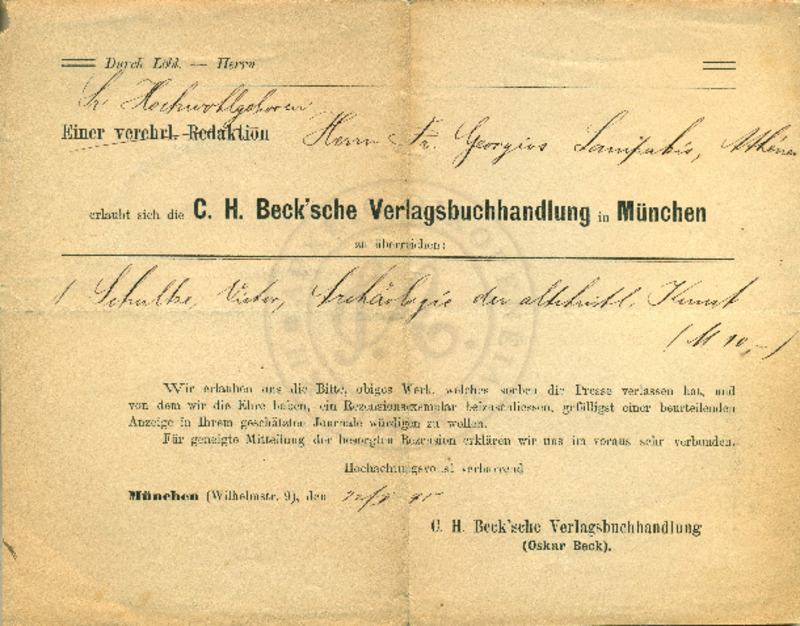 Durch Löbl. — Herrn
Sr. Hochwohlgeboren
Einer verehrl. Redaktion Herrn Dr. Georgios Lampakis, Athen
erlaubt sich die C. H. Beck'sche Verlagsbuchhandlung in München
zu überreichen:
1 Schultze, Victor, Archäologie der altchristl. Kunst
(M 10,-)
Wir erlauben uns die Bitte, obiges Werk, welches soeben die Presse verlassen hat, und
von dem wir die Ehre haben, ein Rezensionsexemplar beizuschliessen, gefälligst einer beurteilenden
Anzeige in Ihrem geschätzten Journale würdigen zu wollen.
Für geneigte Mitteilung der besorgten Rezension erklären wir uns im voraus sehr verbunden.
Hochachtungsvollst verharrend
München (Wilhelmstr. 9), den
C. H. Beck'sche Verlagsbuchhandlung
(Oskar Beck).